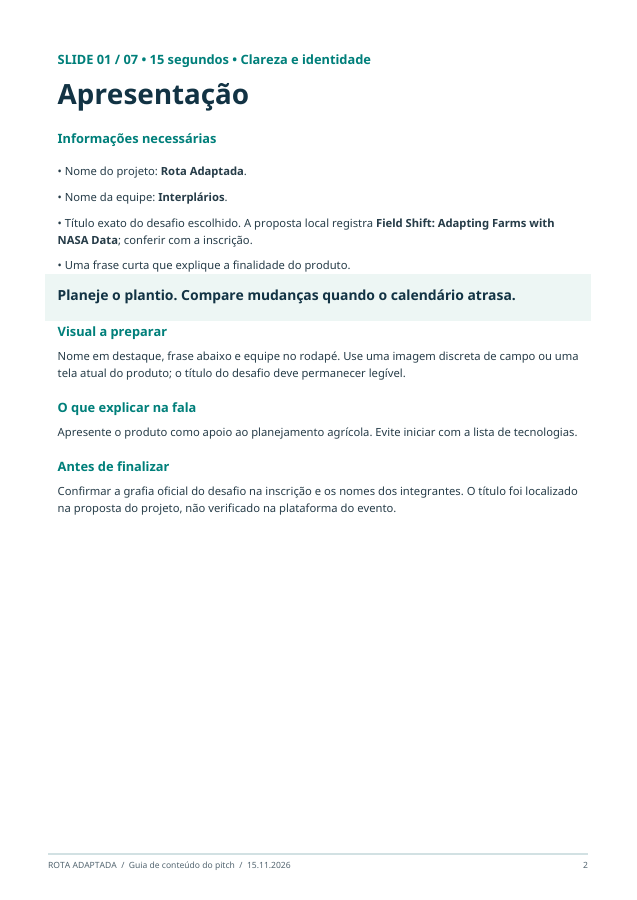 SLIDE 01 / 07 • 15 segundos • Clareza e identidade
Apresentação
Informações necessárias
• Nome do projeto: Rota Adaptada.
• Nome da equipe: Interplários.
• Título exato do desafio escolhido. A proposta local registra Field Shift: Adapting Farms with
NASA Data; conferir com a inscrição.
• Uma frase curta que explique a finalidade do produto.
Planeje o plantio. Compare mudanças quando o calendário atrasa.
Visual a preparar
Nome em destaque, frase abaixo e equipe no rodapé. Use uma imagem discreta de campo ou uma
tela atual do produto; o título do desafio deve permanecer legível.
O que explicar na fala
Apresente o produto como apoio ao planejamento agrícola. Evite iniciar com a lista de tecnologias.
Antes de finalizar
Confirmar a grafia oficial do desafio na inscrição e os nomes dos integrantes. O título foi localizado
na proposta do projeto, não verificado na plataforma do evento.
ROTA ADAPTADA / Guia de conteúdo do pitch / 15.11.2026
2